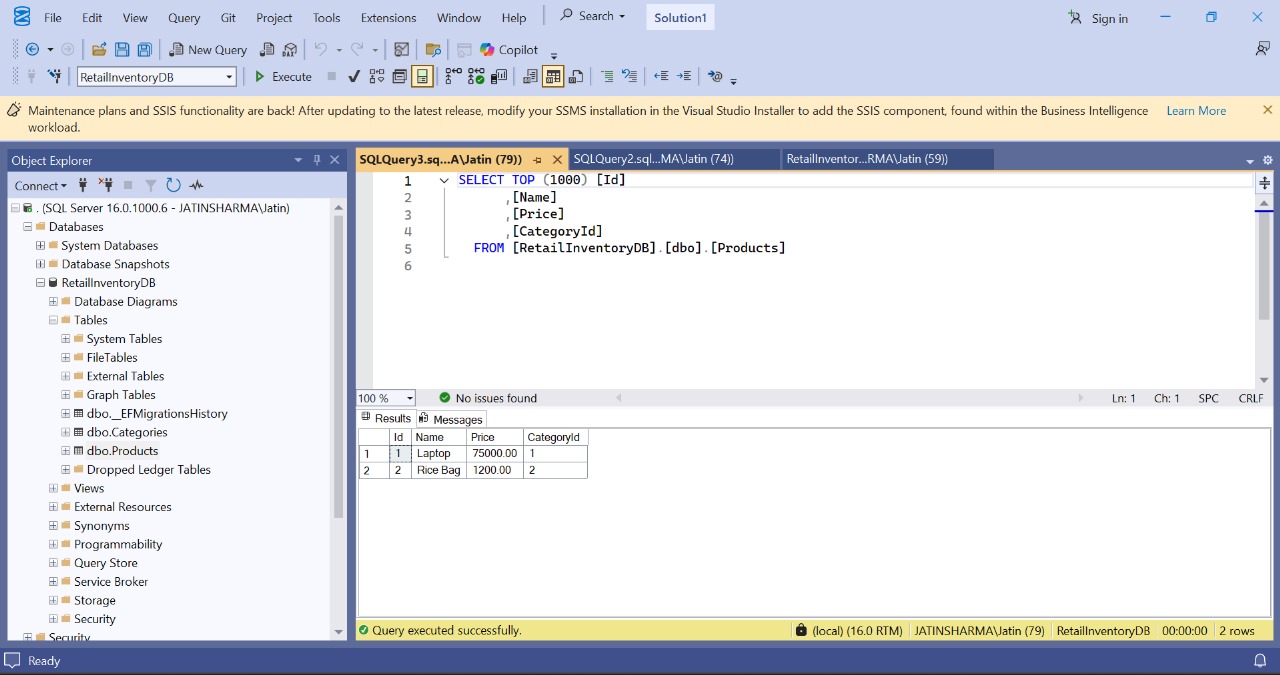 File Edit View Query Git Project Tools Extensions Window Help Search Solution1 Sign in
New Query DAX Copilot
RetailInventoryDB Execute
Maintenance plans and SSIS functionality are back! After updating to the latest release, modify your SSMS installation in the Visual Studio Installer to add the SSIS component, found within the Business Intelligence Learn More
workload.
Object Explorer
Connect
. (SQL Server 16.0.1000.6 - JATINSHARMA\Jatin)
Databases
System Databases
Database Snapshots
RetailInventoryDB
Database Diagrams
Tables
System Tables
FileTables
External Tables
Graph Tables
dbo.__EFMigrationsHistory
dbo.Categories
dbo.Products
Dropped Ledger Tables
Views
External Resources
Synonyms
Programmability
Query Store
Service Broker
Storage
Security
Security
SQLQuery3.sq...A\Jatin (79)) SQLQuery2.sql...MA\Jatin (74)) RetailInventor...RMA\Jatin (59))
1 SELECT TOP (1000) [Id]
2 ,[Name]
3 ,[Price]
4 ,[CategoryId]
5 FROM [RetailInventoryDB].[dbo].[Products]
6
100 % No issues found Ln: 1 Ch: 1 SPC CRLF
Results Messages
Id Name Price CategoryId
1 1 Laptop 75000.00 1
2 2 Rice Bag 1200.00 2
Query executed successfully. (local) (16.0 RTM) JATINSHARMA\Jatin (79) RetailInventoryDB 00:00:00 2 rows
Ready